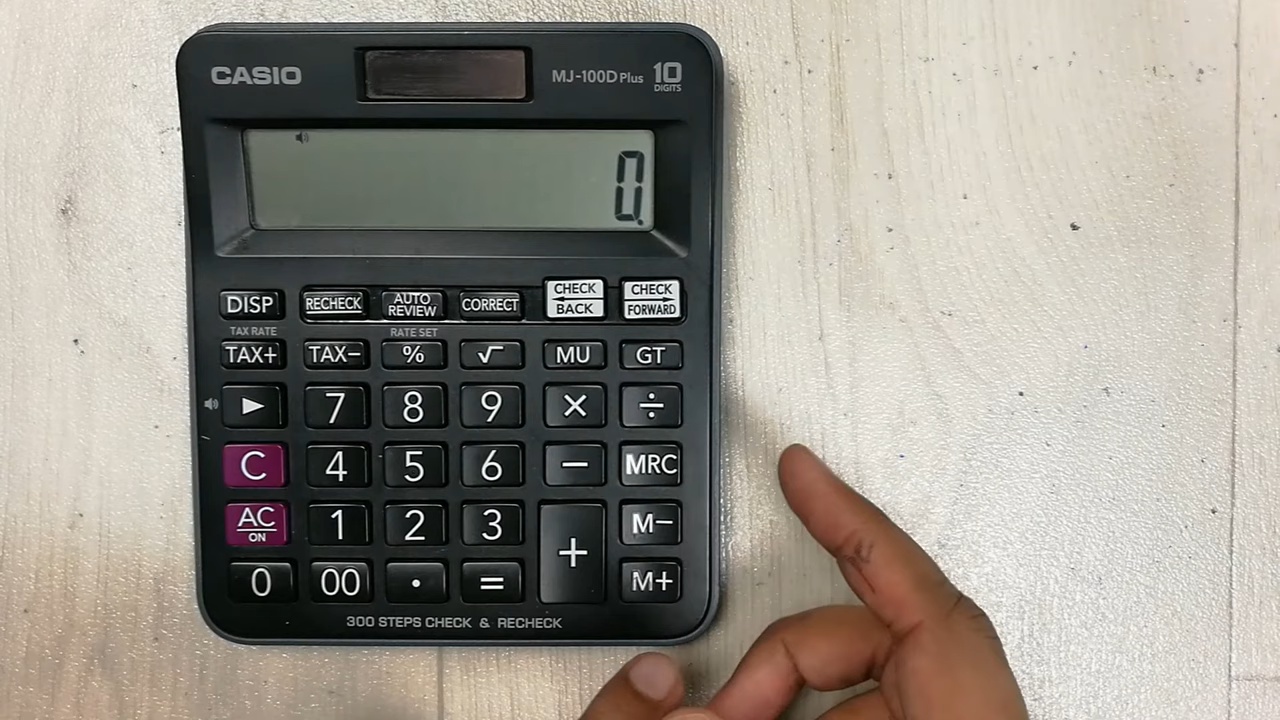 CASIO
MJ-100D Plus 10 DIGITS
0.
DISP RECHECK AUTO REVIEW CORRECT CHECK BACK CHECK FORWARD
TAX RATE RATE SET
TAX+ TAX− % √ MU GT
▶ 7 8 9 × ÷
C 4 5 6 − MRC
AC ON 1 2 3 + M−
0 00 · = M+
300 STEPS CHECK & RECHECK